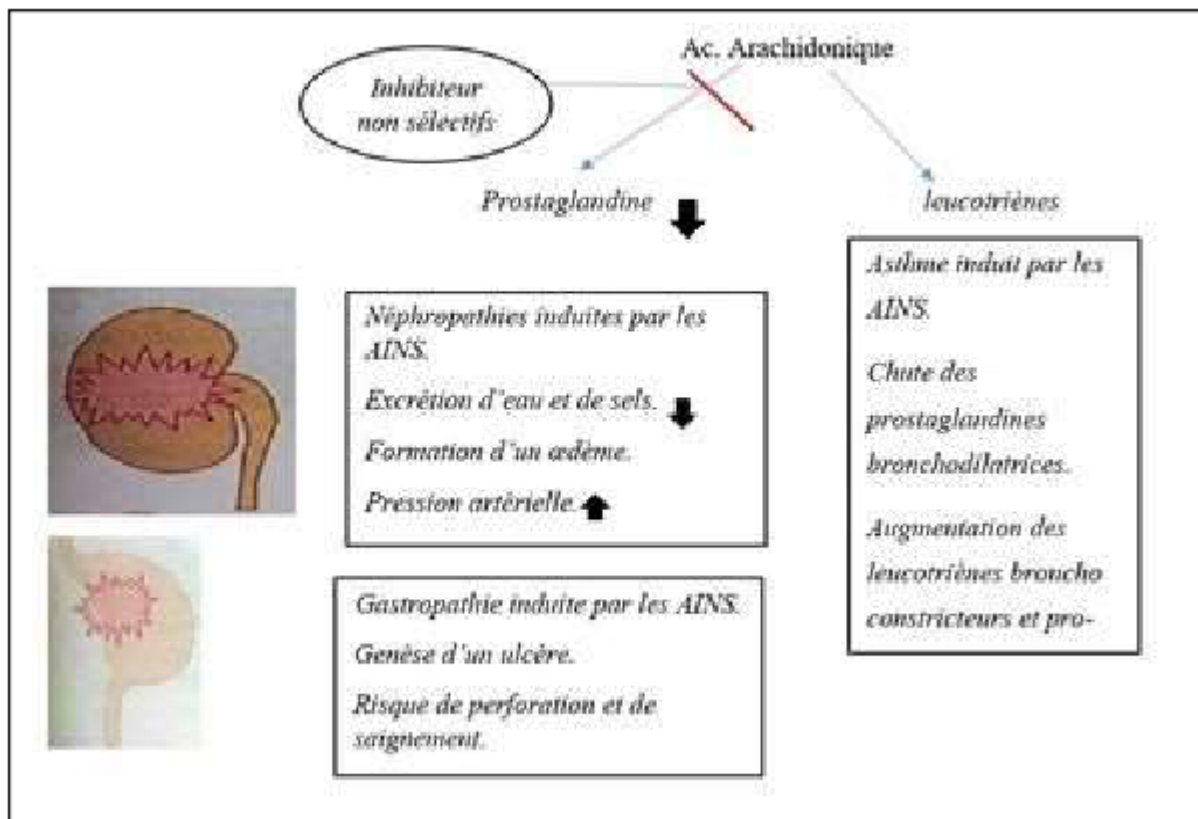 Ac. Arachidonique
Inhibiteur
non sélectifs
Prostaglandine
leucotriènes
Néphropathies induites par les
AINS.
Excrétion d'eau et de sels.
Formation d'un œdème.
Pression artérielle.
Gastropathie induite par les AINS.
Genèse d'un ulcère.
Risque de perforation et de
saignement.
Asthme induit par les
AINS.
Chute des
prostaglandines
bronchodilatrices.
Augmentation des
leucotriènes broncho
constricteurs et pro-